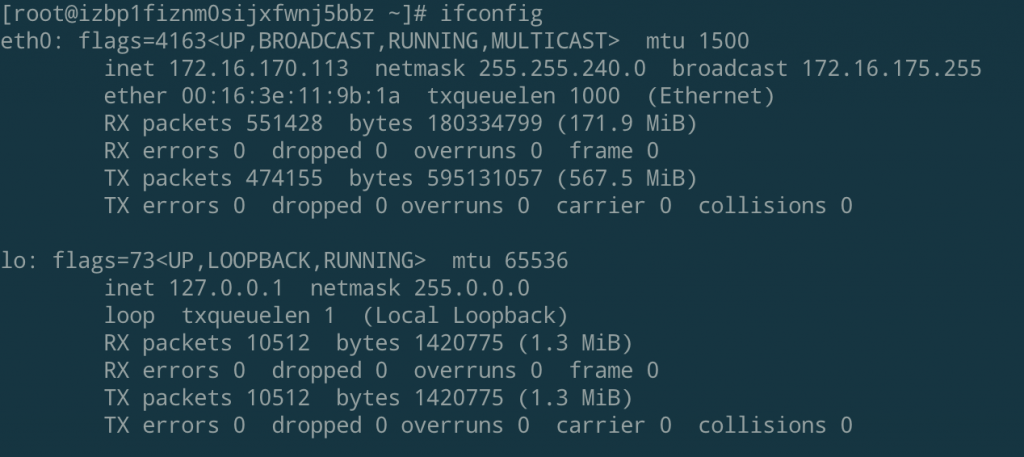 [root@izbp1fiznm0sijxfwnj5bbz ~]# ifconfig
eth0: flags=4163<UP,BROADCAST,RUNNING,MULTICAST>  mtu 1500
        inet 172.16.170.113  netmask 255.255.240.0  broadcast 172.16.175.255
        ether 00:16:3e:11:9b:1a  txqueuelen 1000  (Ethernet)
        RX packets 551428  bytes 180334799 (171.9 MiB)
        RX errors 0  dropped 0  overruns 0  frame 0
        TX packets 474155  bytes 595131057 (567.5 MiB)
        TX errors 0  dropped 0 overruns 0  carrier 0  collisions 0

lo: flags=73<UP,LOOPBACK,RUNNING>  mtu 65536
        inet 127.0.0.1  netmask 255.0.0.0
        loop  txqueuelen 1  (Local Loopback)
        RX packets 10512  bytes 1420775 (1.3 MiB)
        RX errors 0  dropped 0  overruns 0  frame 0
        TX packets 10512  bytes 1420775 (1.3 MiB)
        TX errors 0  dropped 0 overruns 0  carrier 0  collisions 0